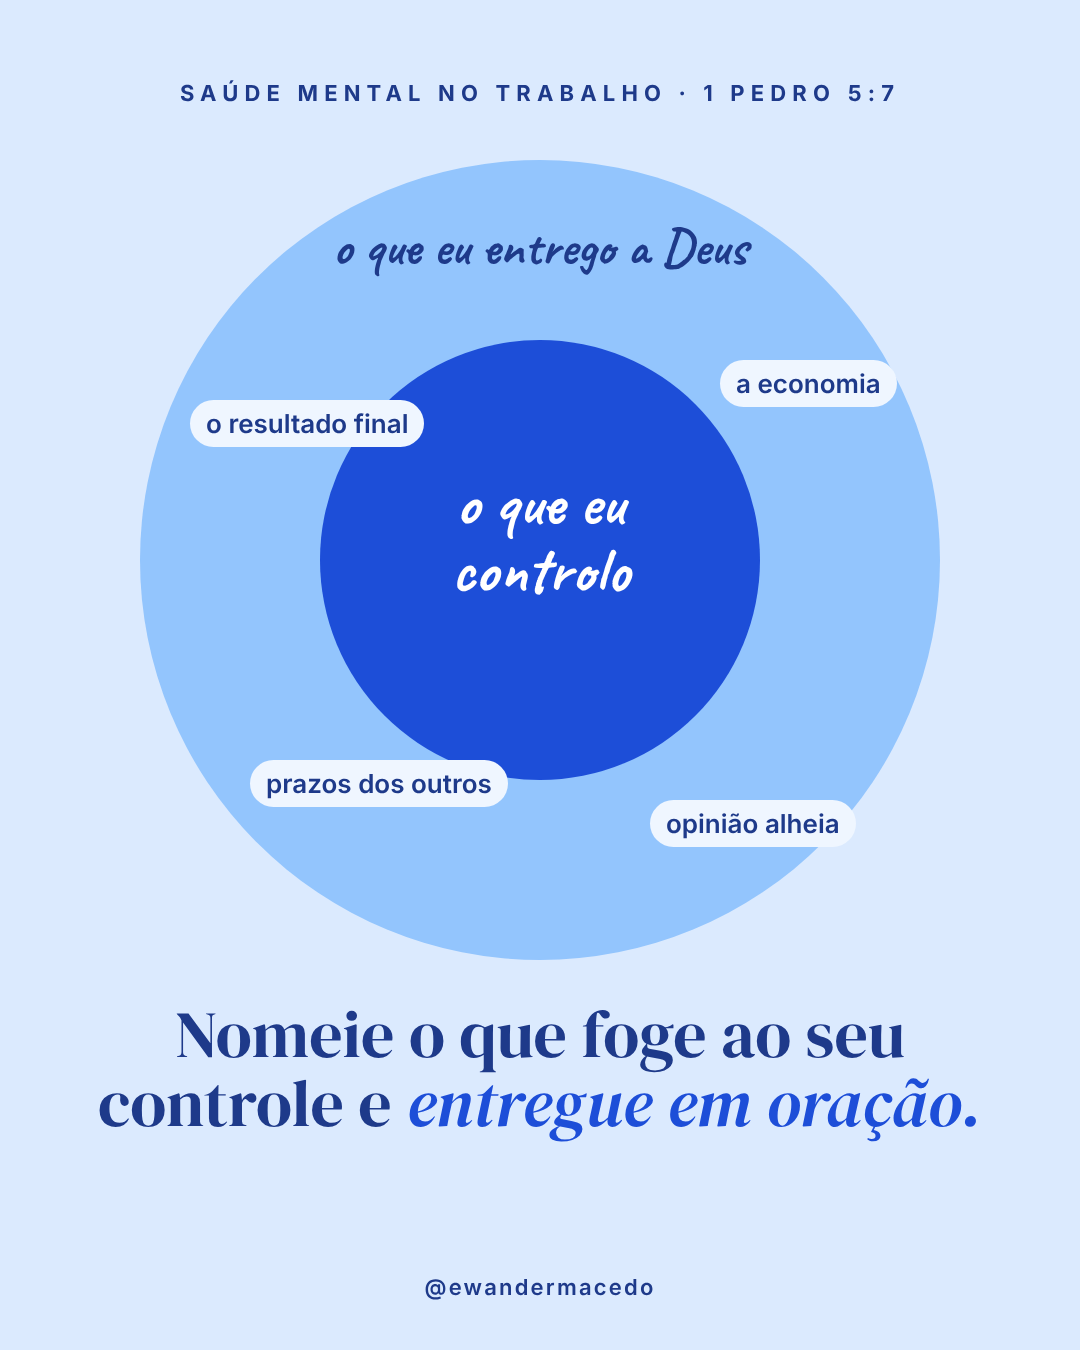 SAÚDE MENTAL NO TRABALHO · 1 PEDRO 5:7
o que eu entrego a Deus
a economia
o resultado final
o que eu
controlo
prazos dos outros
opinião alheia
Nomeie o que foge ao seu
controle e entregue em oração.
@ewandermacedo